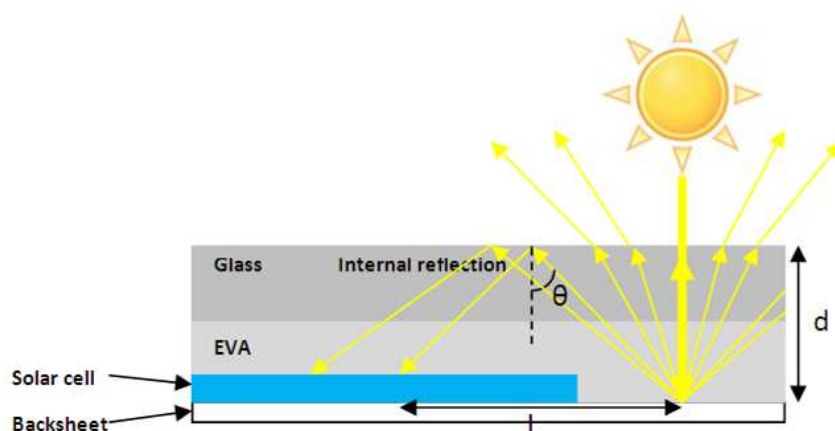 Glass
Internal reflection
θ
d
EVA
Solar cell
Backsheet
l